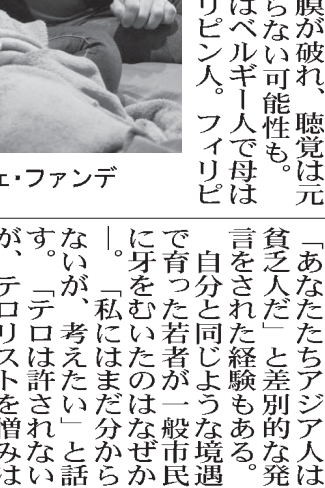 膜が破れ、聴覚は元
らない可能性も。
はベルギー人で母は
リピン人。フィリピ
ェ・ファンデ
「あなたたちアジア人は
貧乏人だ」と差別的な発
言をされた経験もある。
自分と同じような境遇
で育った若者が一般市民
に牙をむいたのはなぜか
―。「私にはまだ分から
ないが、考えたい」と話
す。「テロは許されない
が、テロリストを憎みは